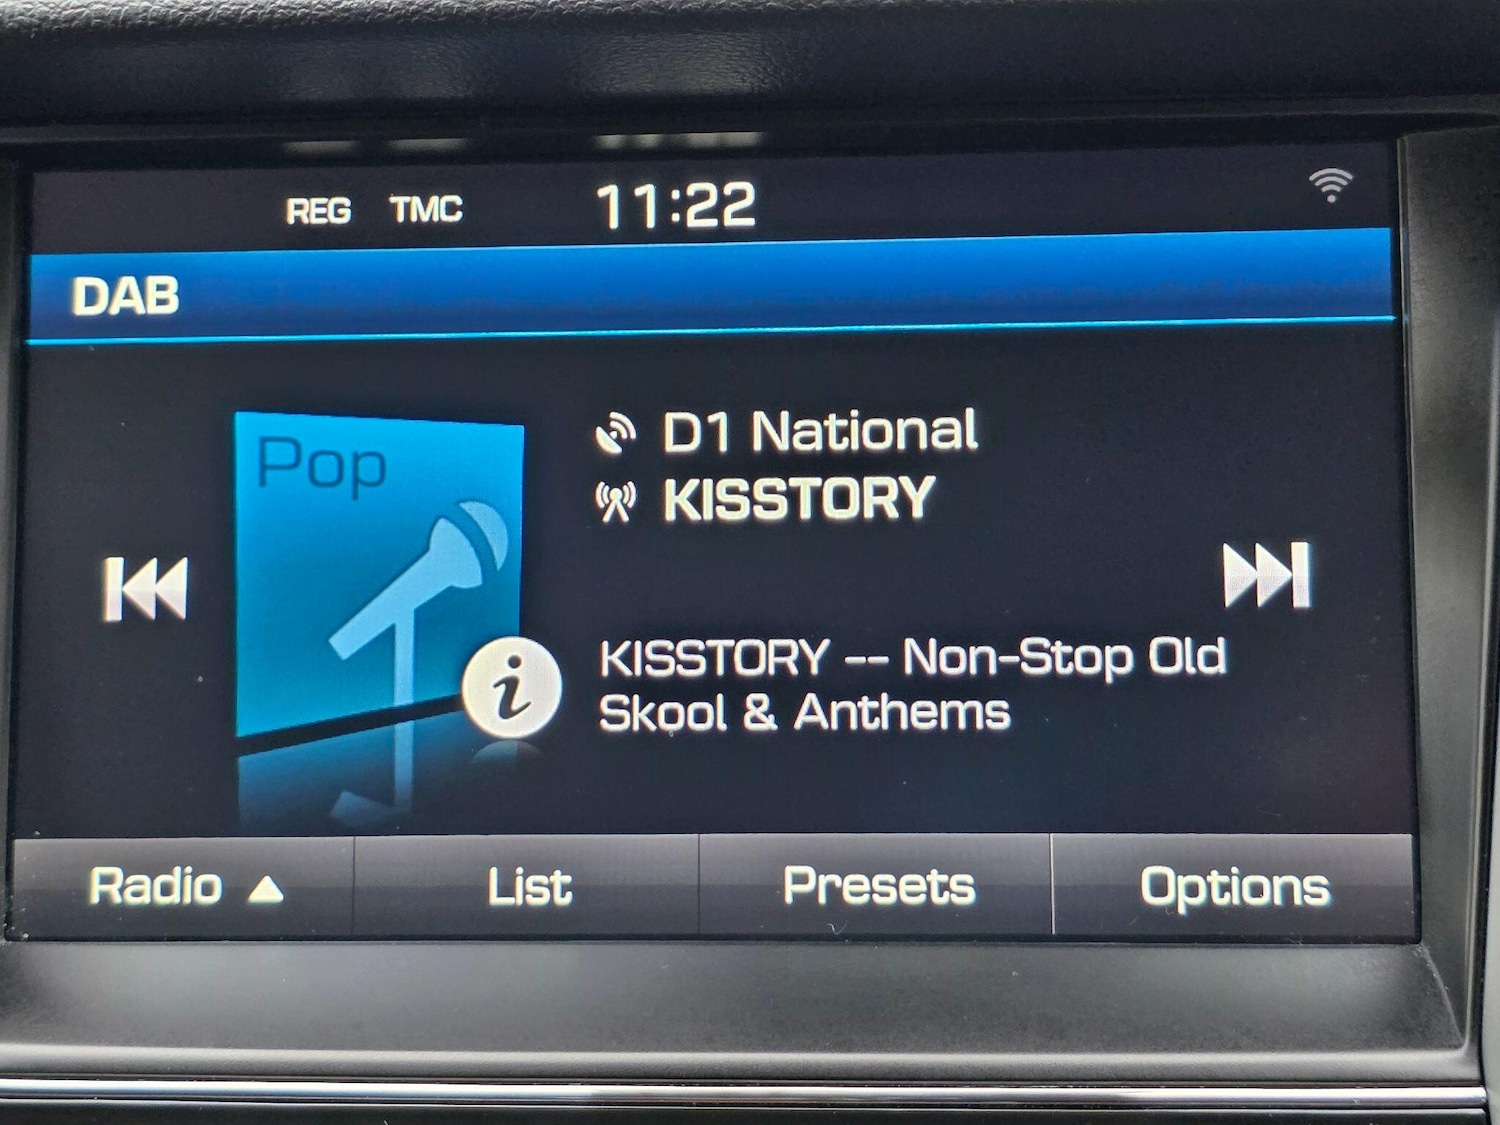 REG TMC 11:22
DAB
Pop
D1 National
KISSTORY
KISSTORY -- Non-Stop Old
Skool & Anthems
i
Radio ▲ List Presets Options